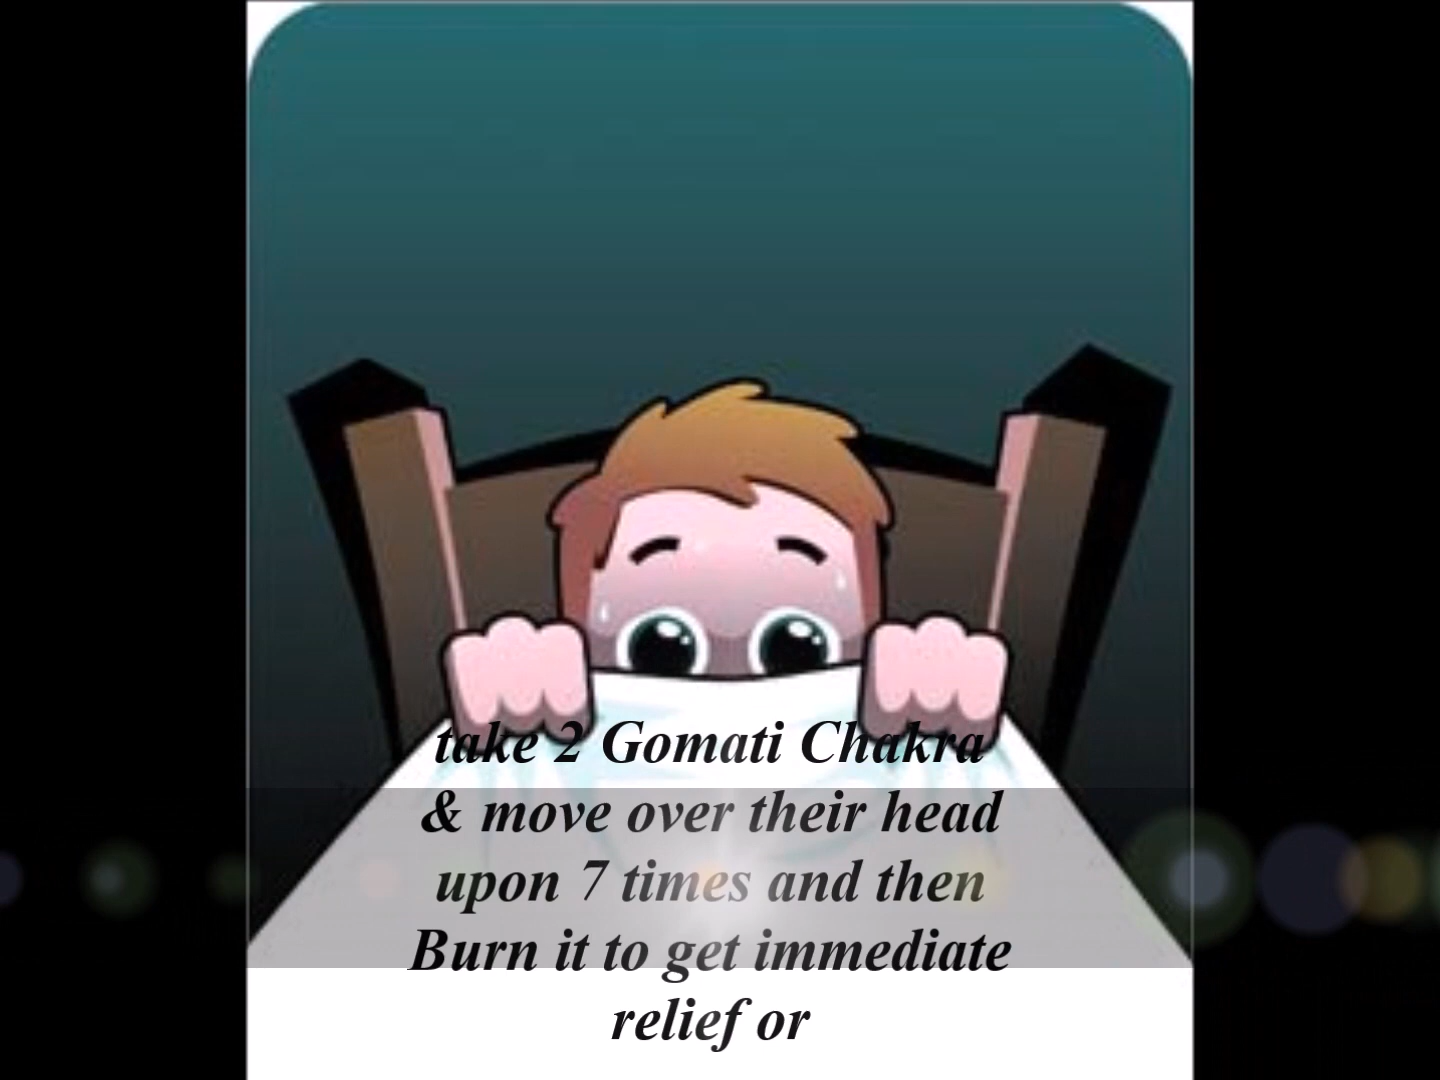 take 2 Gomati Chakra
& move over their head
upon 7 times and then
Burn it to get immediate
relief or